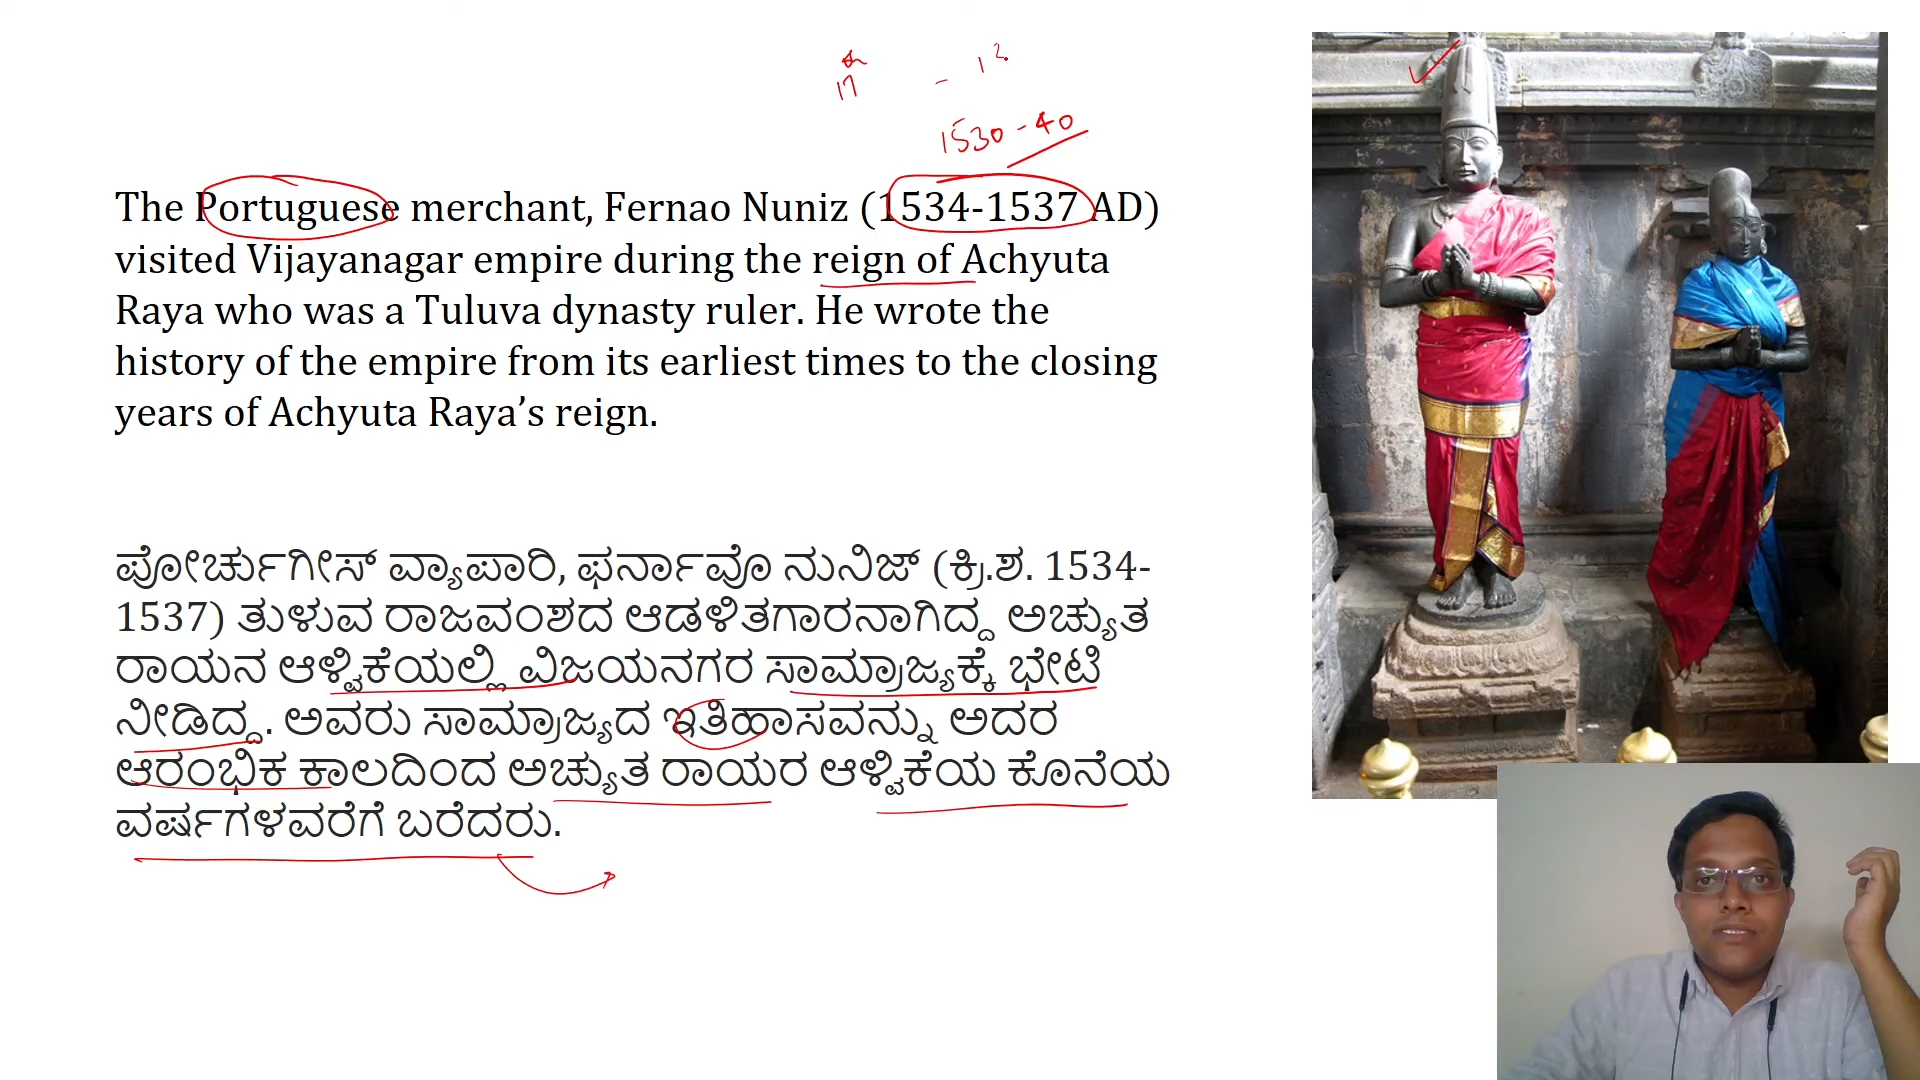 17th - 12
1530-40
The Portuguese merchant, Fernao Nuniz (1534-1537 AD)
visited Vijayanagar empire during the reign of Achyuta
Raya who was a Tuluva dynasty ruler. He wrote the
history of the empire from its earliest times to the closing
years of Achyuta Raya’s reign.
ಪೋರ್ಚುಗೀಸ್ ವ್ಯಾಪಾರಿ, ಫರ್ನಾವೊ ನುನಿಜ್ (ಕ್ರಿ.ಶ. 1534-
1537) ತುಳುವ ರಾಜವಂಶದ ಆಡಳಿತಗಾರನಾಗಿದ್ದ ಅಚ್ಯುತ
ರಾಯನ ಆಳ್ವಿಕೆಯಲ್ಲಿ ವಿಜಯನಗರ ಸಾಮ್ರಾಜ್ಯಕ್ಕೆ ಭೇಟಿ
ನೀಡಿದ್ದ. ಅವರು ಸಾಮ್ರಾಜ್ಯದ ಇತಿಹಾಸವನ್ನು ಅದರ
ಆರಂಭಿಕ ಕಾಲದಿಂದ ಅಚ್ಯುತ ರಾಯರ ಆಳ್ವಿಕೆಯ ಕೊನೆಯ
ವರ್ಷಗಳವರೆಗೆ ಬರೆದರು.